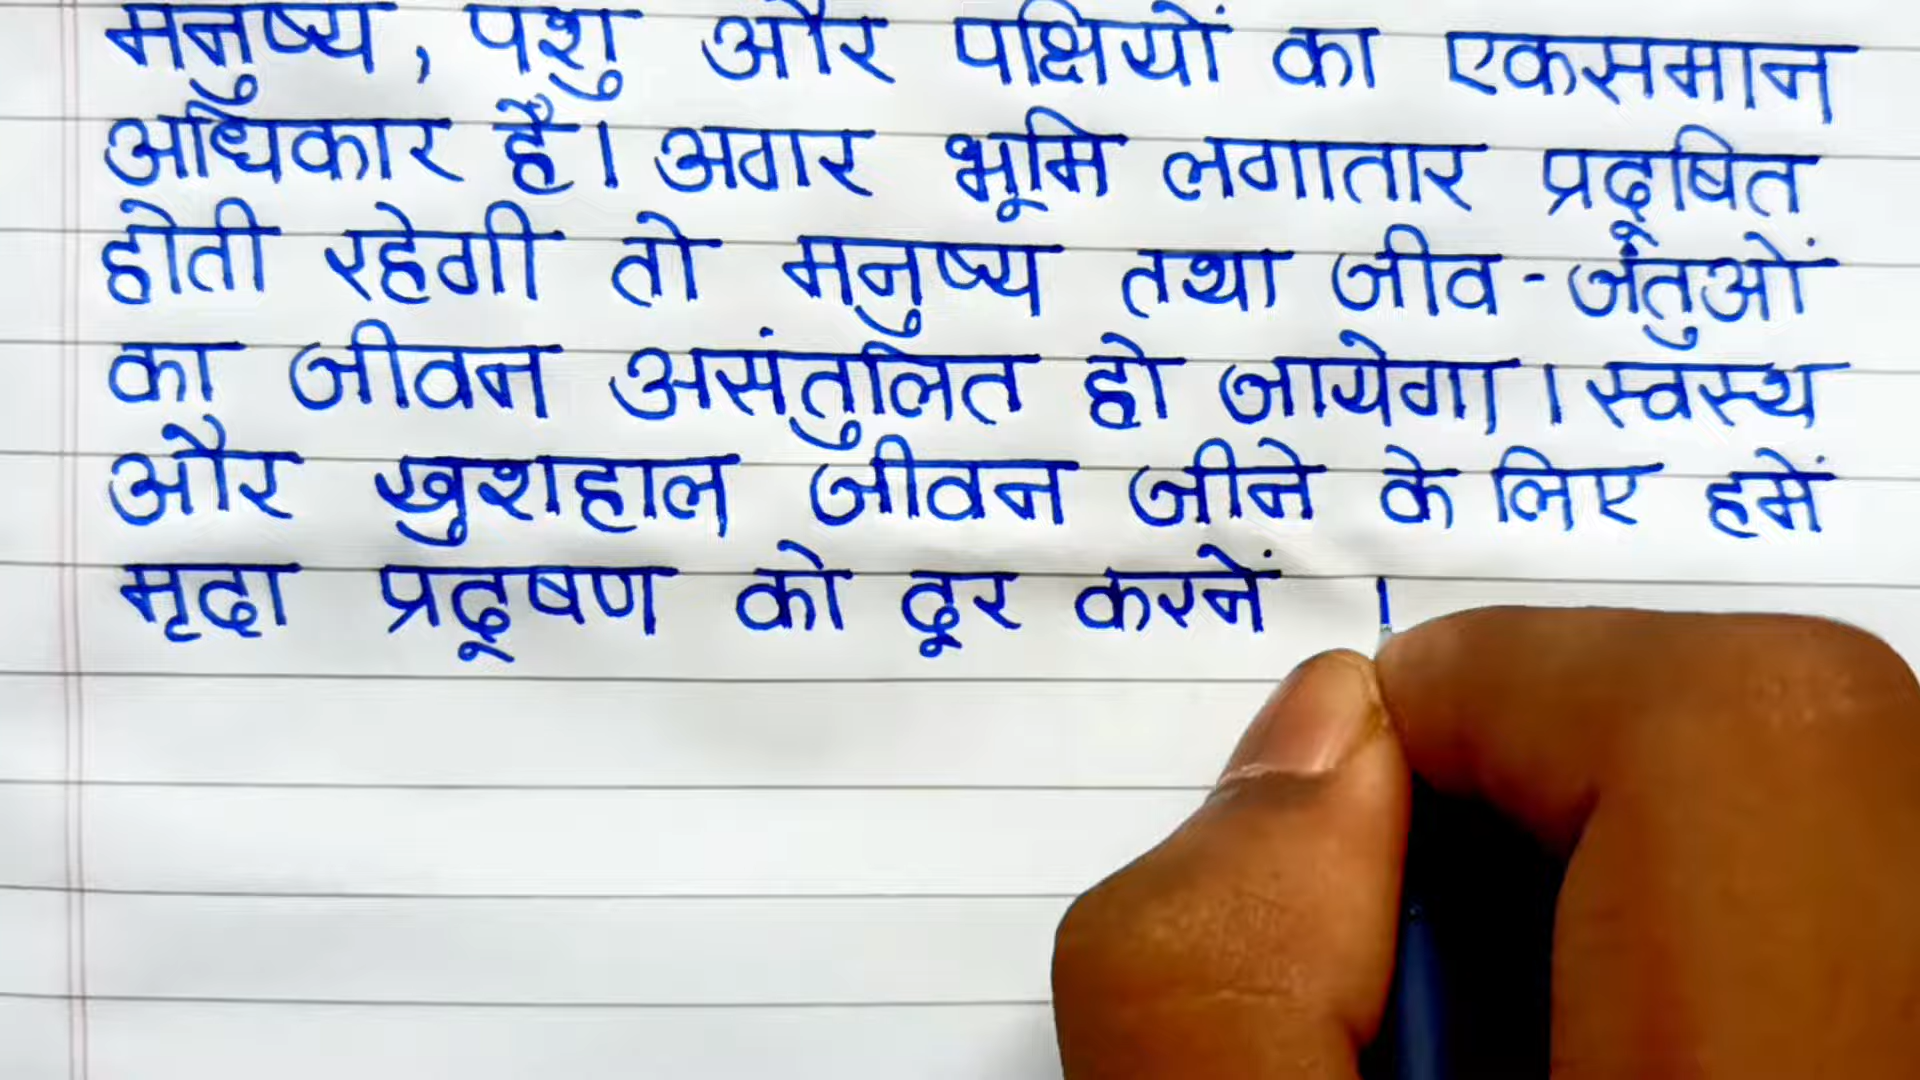 मनुष्य, पशु और पक्षियों का एकसमान
अधिकार है। अगर भूमि लगातार प्रदूषित
होती रहेगी तो मनुष्य तथा जीव-जंतुओं
का जीवन असंतुलित हो जायेगा। स्वस्थ
और खुशहाल जीवन जीने के लिए हमें
मृदा प्रदूषण को दूर करनें ।